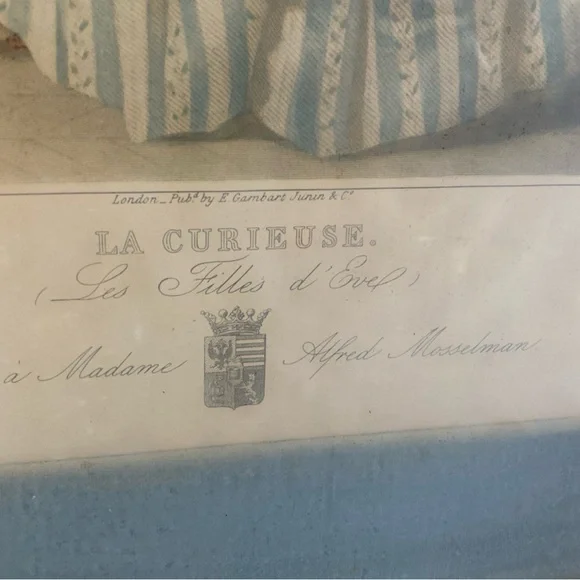 London _ Pub.d by E. Gambart Junin & C.o
LA CURIEUSE.
( Les Filles d'Eve )
à Madame Alfred Mosselman